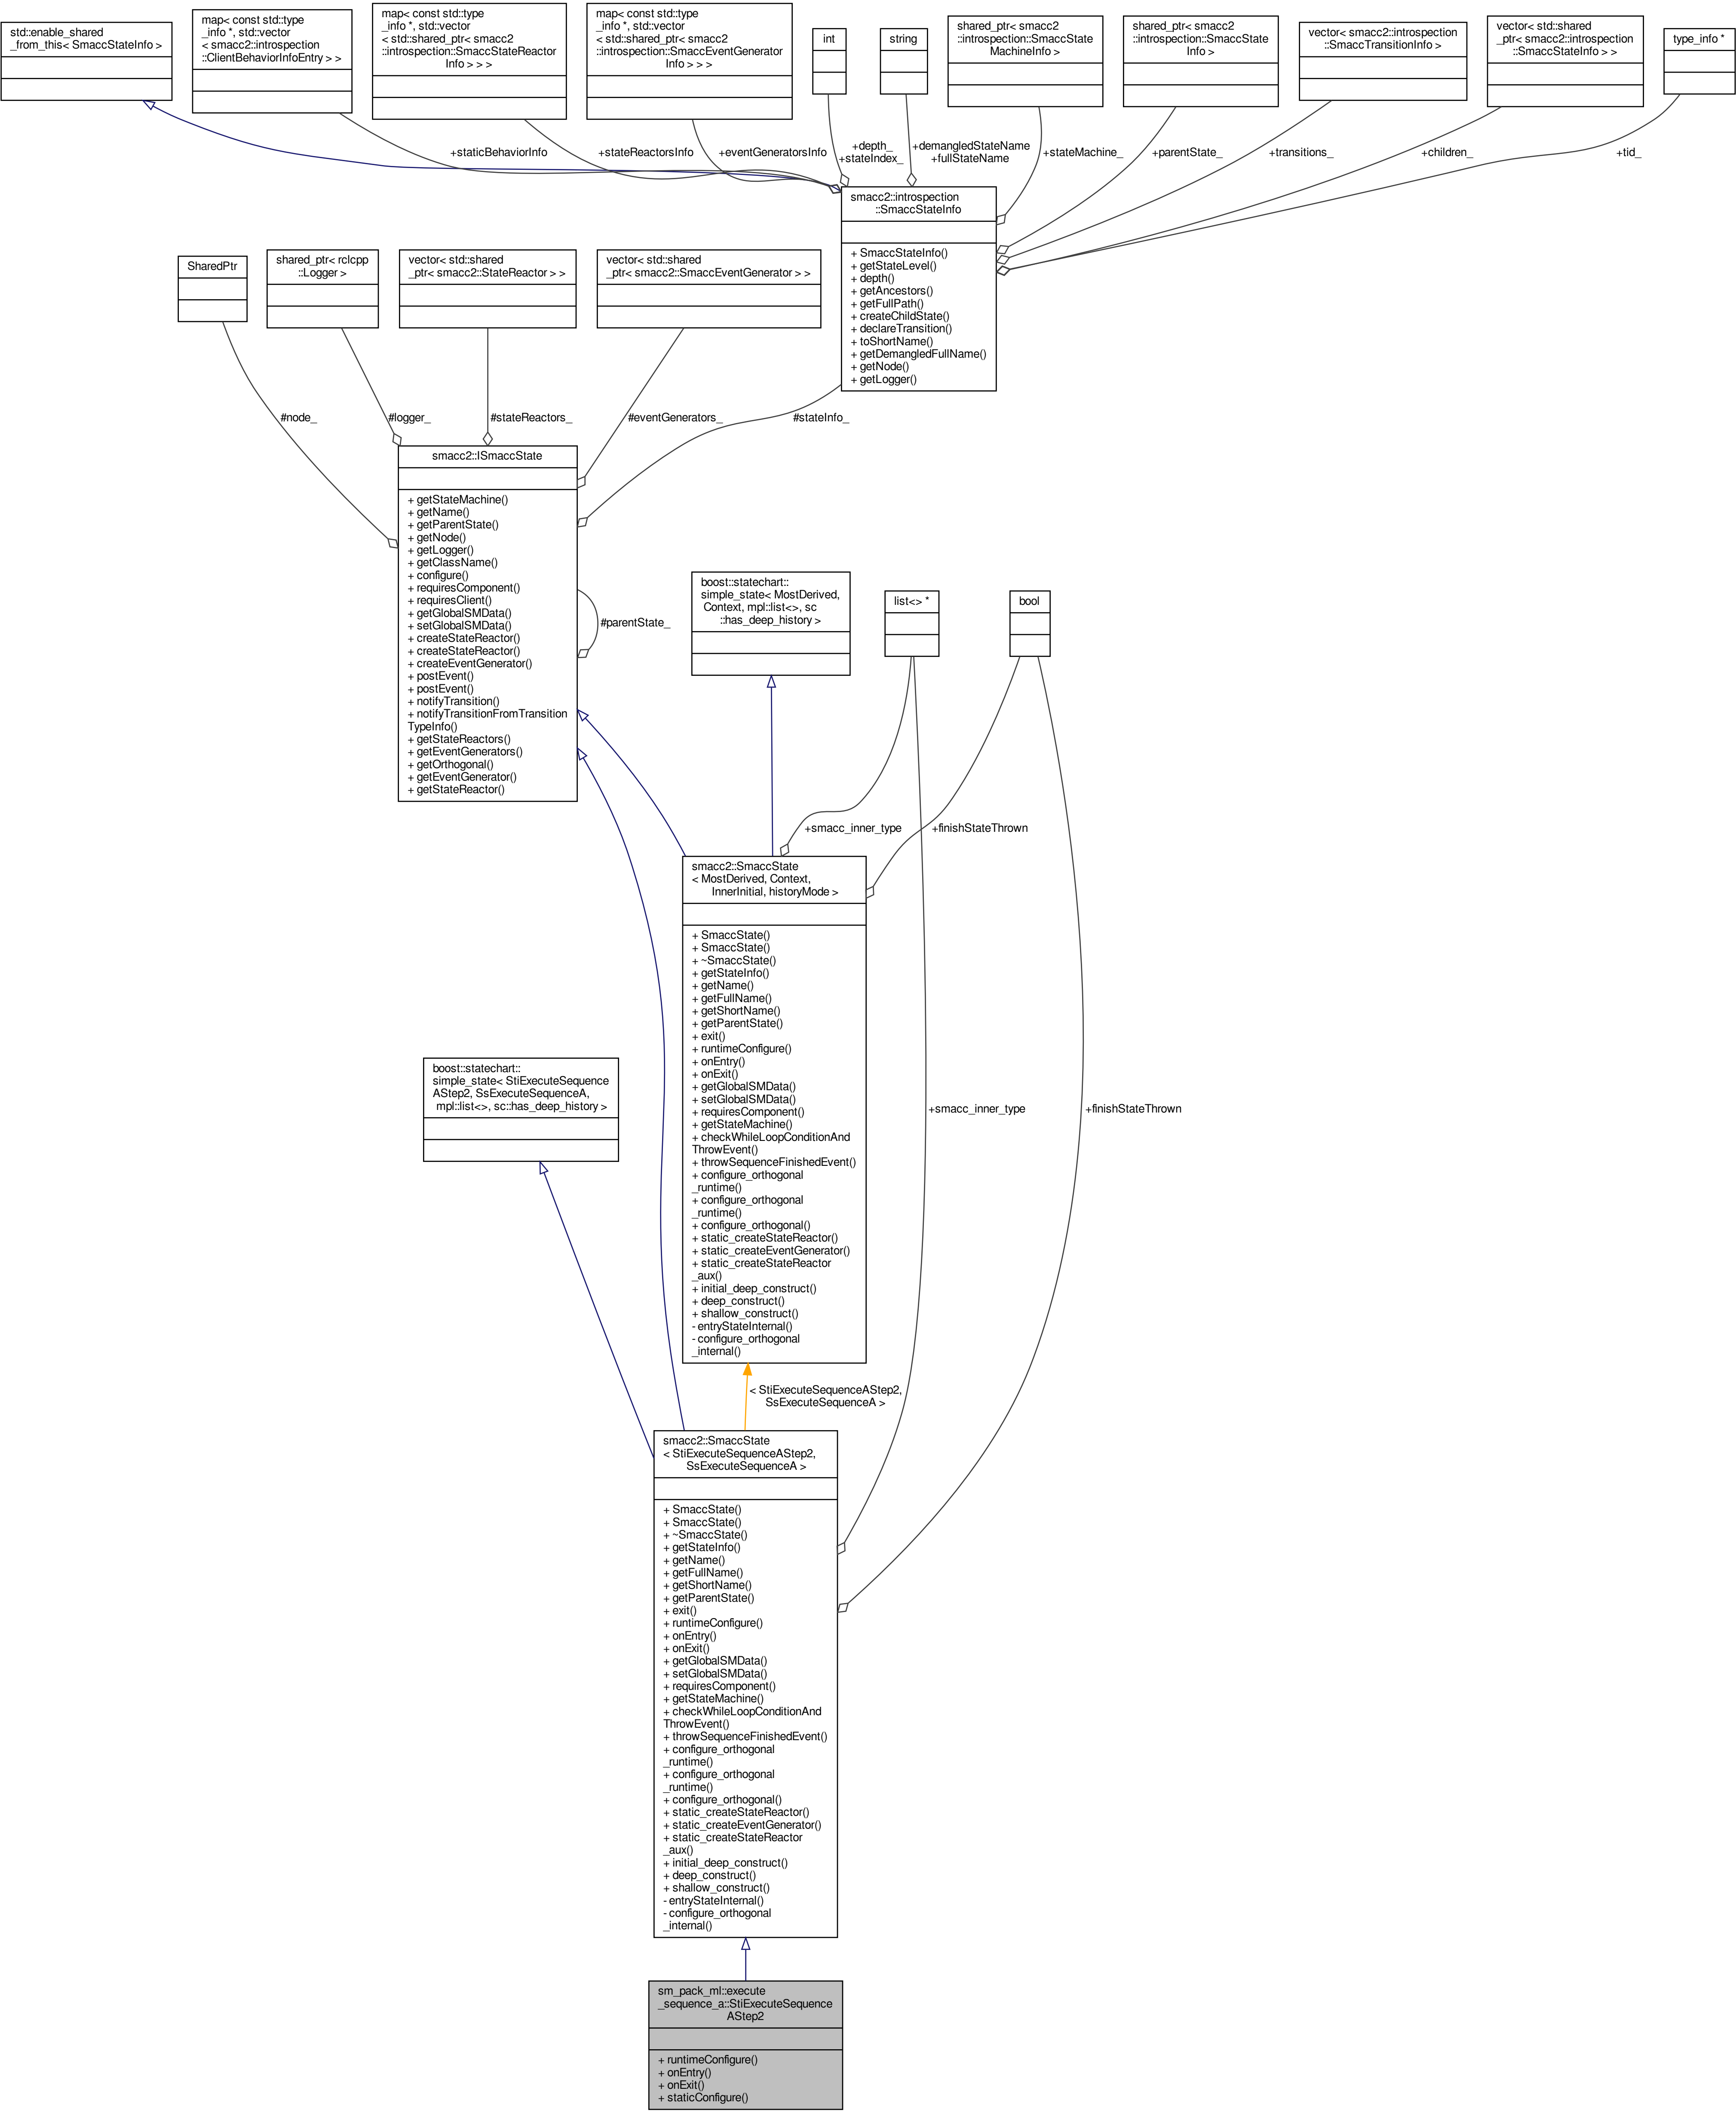 std::enable_shared
_from_this< SmaccStateInfo >
map< const std::type
_info *, std::vector
< smacc2::introspection
::ClientBehaviorInfoEntry > >
map< const std::type
_info *, std::vector
< std::shared_ptr< smacc2
::introspection::SmaccStateReactor
Info > > >
map< const std::type
_info *, std::vector
< std::shared_ptr< smacc2
::introspection::SmaccEventGenerator
Info > > >
int
string
shared_ptr< smacc2
::introspection::SmaccState
MachineInfo >
shared_ptr< smacc2
::introspection::SmaccState
Info >
vector< smacc2::introspection
::SmaccTransitionInfo >
vector< std::shared
_ptr< smacc2::introspection
::SmaccStateInfo > >
type_info *
+staticBehaviorInfo
+stateReactorsInfo
+eventGeneratorsInfo
+depth_
+stateIndex_
+demangledStateName
+fullStateName
+stateMachine_
+parentState_
+transitions_
+children_
+tid_
smacc2::introspection
::SmaccStateInfo
+ SmaccStateInfo()
+ getStateLevel()
+ depth()
+ getAncestors()
+ getFullPath()
+ createChildState()
+ declareTransition()
+ toShortName()
+ getDemangledFullName()
+ getNode()
+ getLogger()
SharedPtr
shared_ptr< rclcpp
::Logger >
vector< std::shared
_ptr< smacc2::StateReactor > >
vector< std::shared
_ptr< smacc2::SmaccEventGenerator > >
#node_
#logger_
#stateReactors_
#eventGenerators_
#stateInfo_
smacc2::ISmaccState
+ getStateMachine()
+ getName()
+ getParentState()
+ getNode()
+ getLogger()
+ getClassName()
+ configure()
+ requiresComponent()
+ requiresClient()
+ getGlobalSMData()
+ setGlobalSMData()
+ createStateReactor()
+ createStateReactor()
+ createEventGenerator()
+ postEvent()
+ postEvent()
+ notifyTransition()
+ notifyTransitionFromTransition
TypeInfo()
+ getStateReactors()
+ getEventGenerators()
+ getOrthogonal()
+ getEventGenerator()
+ getStateReactor()
#parentState_
boost::statechart::
simple_state< MostDerived,
Context, mpl::list<>, sc
::has_deep_history >
list<> *
bool
+smacc_inner_type
+finishStateThrown
smacc2::SmaccState
< MostDerived, Context,
InnerInitial, historyMode >
+ SmaccState()
+ SmaccState()
+ ~SmaccState()
+ getStateInfo()
+ getName()
+ getFullName()
+ getShortName()
+ getParentState()
+ exit()
+ runtimeConfigure()
+ onEntry()
+ onExit()
+ getGlobalSMData()
+ setGlobalSMData()
+ requiresComponent()
+ getStateMachine()
+ checkWhileLoopConditionAnd
ThrowEvent()
+ throwSequenceFinishedEvent()
+ configure_orthogonal
_runtime()
+ configure_orthogonal
_runtime()
+ configure_orthogonal()
+ static_createStateReactor()
+ static_createEventGenerator()
+ static_createStateReactor
_aux()
+ initial_deep_construct()
+ deep_construct()
+ shallow_construct()
- entryStateInternal()
- configure_orthogonal
_internal()
boost::statechart::
simple_state< StiExecuteSequence
AStep2, SsExecuteSequenceA,
mpl::list<>, sc::has_deep_history >
+smacc_inner_type
+finishStateThrown
< StiExecuteSequenceAStep2,
SsExecuteSequenceA >
smacc2::SmaccState
< StiExecuteSequenceAStep2,
SsExecuteSequenceA >
+ SmaccState()
+ SmaccState()
+ ~SmaccState()
+ getStateInfo()
+ getName()
+ getFullName()
+ getShortName()
+ getParentState()
+ exit()
+ runtimeConfigure()
+ onEntry()
+ onExit()
+ getGlobalSMData()
+ setGlobalSMData()
+ requiresComponent()
+ getStateMachine()
+ checkWhileLoopConditionAnd
ThrowEvent()
+ throwSequenceFinishedEvent()
+ configure_orthogonal
_runtime()
+ configure_orthogonal
_runtime()
+ configure_orthogonal()
+ static_createStateReactor()
+ static_createEventGenerator()
+ static_createStateReactor
_aux()
+ initial_deep_construct()
+ deep_construct()
+ shallow_construct()
- entryStateInternal()
- configure_orthogonal
_internal()
sm_pack_ml::execute
_sequence_a::StiExecuteSequence
AStep2
+ runtimeConfigure()
+ onEntry()
+ onExit()
+ staticConfigure()